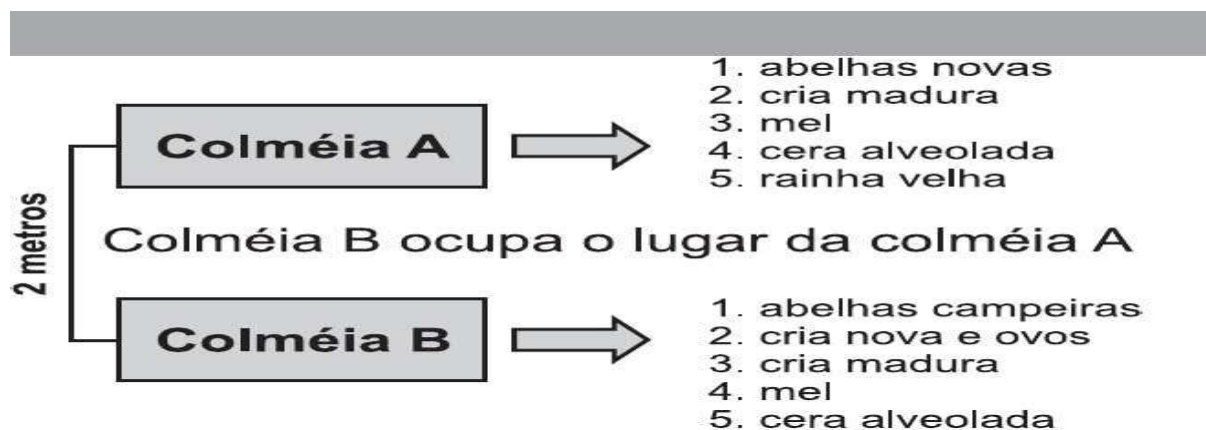 1. abelhas novas
2. cria madura
3. mel
4. cera alveolada
5. rainha velha
Colméia A
2 metros
Colméia B ocupa o lugar da colméia A
Colméia B
1. abelhas campeiras
2. cria nova e ovos
3. cria madura
4. mel
5. cera alveolada